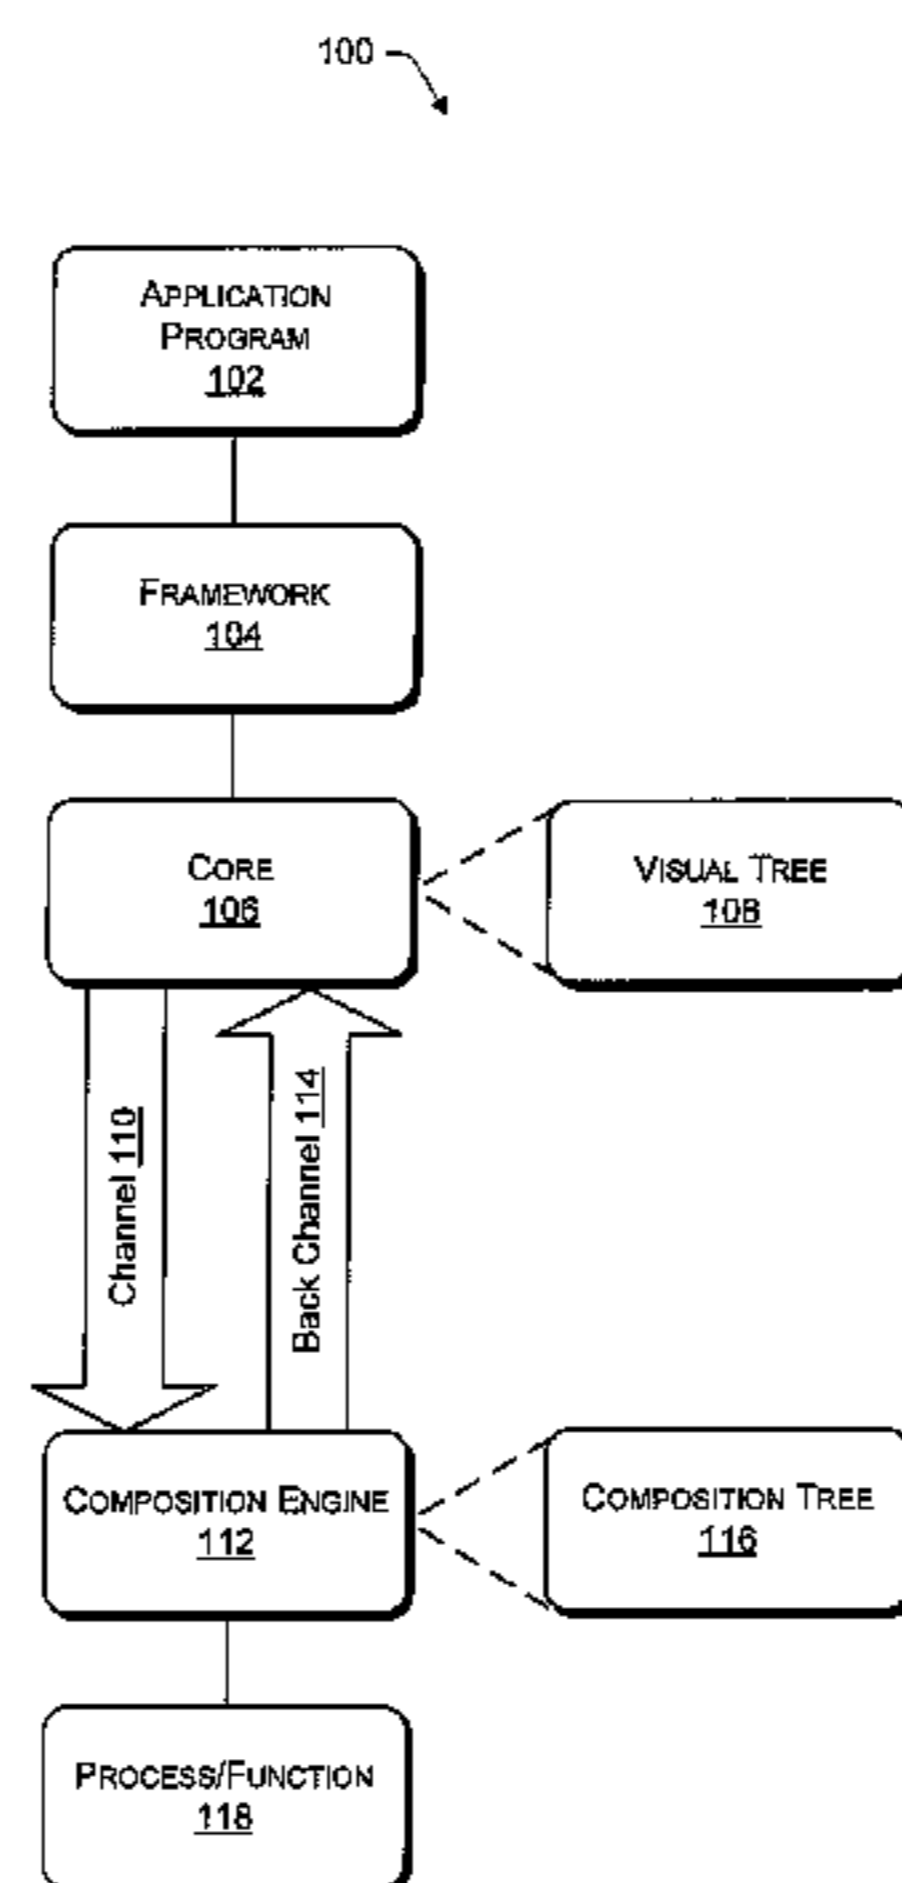 100
APPLICATION
PROGRAM
102
FRAMEWORK
104
CORE
106
VISUAL TREE
108
Channel 110
Back Channel 114
COMPOSITION ENGINE
112
COMPOSITION TREE
116
PROCESS/FUNCTION
118